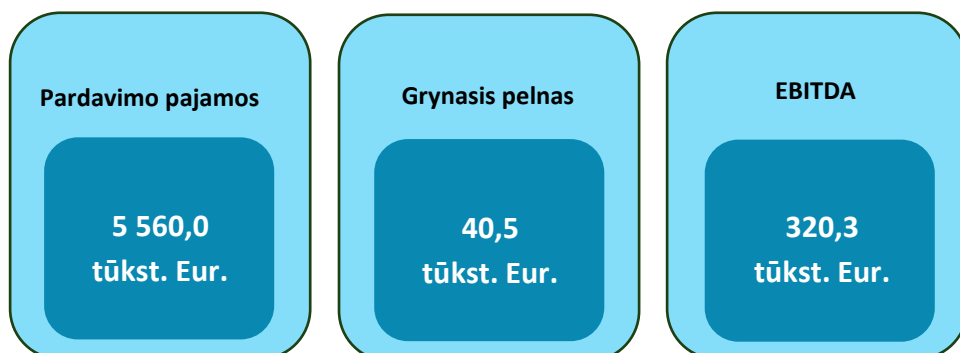 Pardavimo pajamos
5 560,0
tūkst. Eur.
Grynasis pelnas
40,5
tūkst. Eur.
EBITDA
320,3
tūkst. Eur.